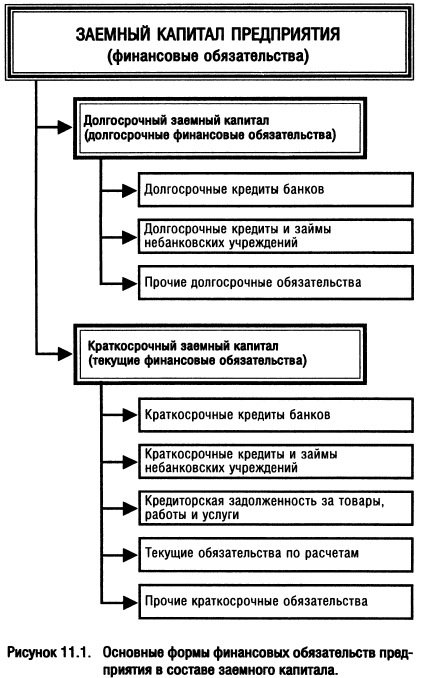 ЗАЕМНЫЙ КАПИТАЛ ПРЕДПРИЯТИЯ
(финансовые обязательства)
Долгосрочный заемный капитал
(долгосрочные финансовые обязательства)
Долгосрочные кредиты банков
Долгосрочные кредиты и займы
небанковских учреждений
Прочие долгосрочные обязательства
Краткосрочный заемный капитал
(текущие финансовые обязательства)
Краткосрочные кредиты банков
Краткосрочные кредиты и займы
небанковских учреждений
Кредиторская задолженность за товары,
работы и услуги
Текущие обязательства по расчетам
Прочие краткосрочные обязательства
Рисунок 11.1. Основные формы финансовых обязательств пред-
приятия в составе заемного капитала.